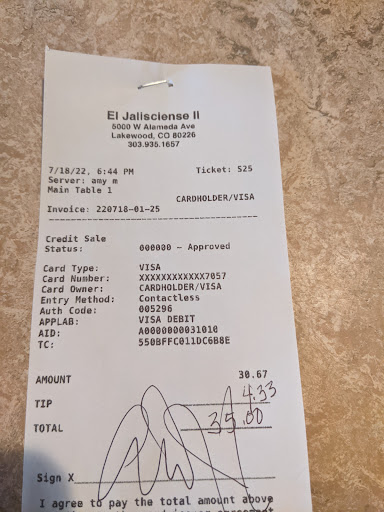 El Jalisciense II
5000 W Alameda Ave
Lakewood, CO 80226
303.935.1657
7/18/22, 6:44 PM Ticket: 525
Server: amy m
Main Table 1
CARDHOLDER/VISA
Invoice: 220718-01-25
Credit Sale
Status: 000000 - Approved
Card Type: VISA
Card Number: XXXXXXXXXXXX7057
Card Owner: CARDHOLDER/VISA
Entry Method: Contactless
Auth Code: 005296
APPLAB: VISA DEBIT
AID: A0000000031010
TC: 550BFFC011DC6B8E
AMOUNT 30.67
TIP 4.33
TOTAL 35.00
Sign X
I agree to pay the total amount above